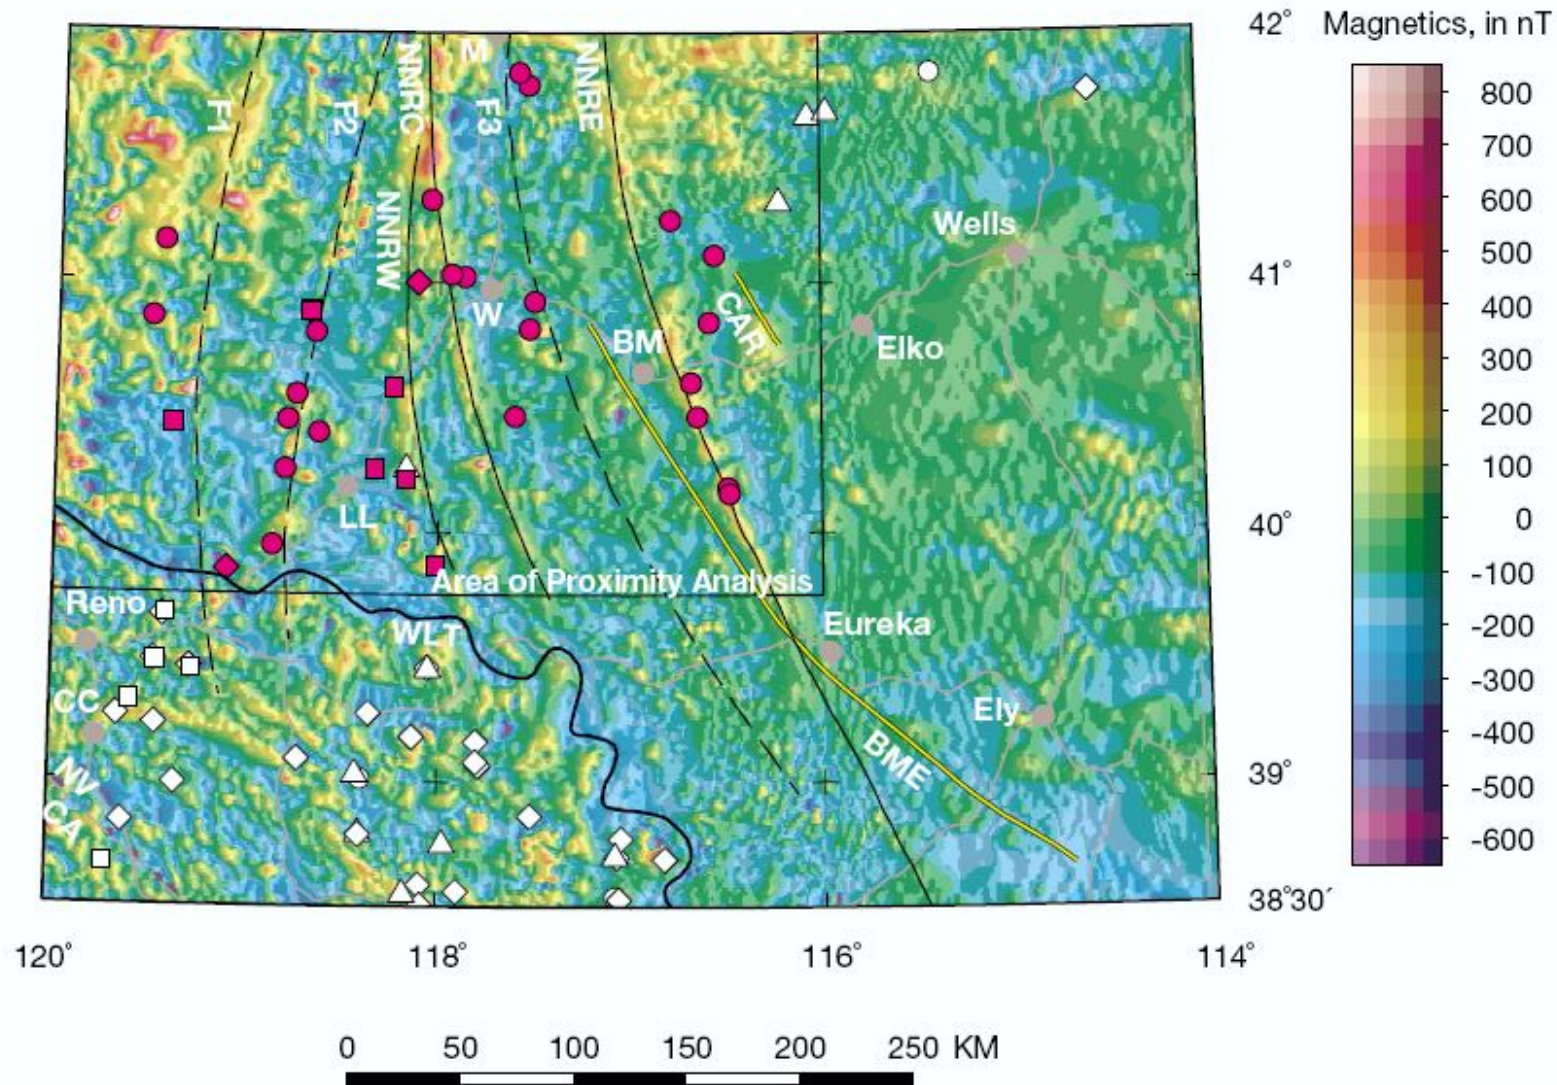 42°
Magnetics, in nT
M
NNRC
NNRE
F1
F2
F3
800
700
600
500
400
300
200
100
0
-100
-200
-300
-400
-500
-600
NNRW
Wells
41°
W
CAR
BM
Elko
LL
40°
Area of Proximity Analysis
Reno
WLT
Eureka
CC
Ely
BME
NV
CA
39°
38°30´
120°
118°
116°
114°
0 50 100 150 200 250 KM